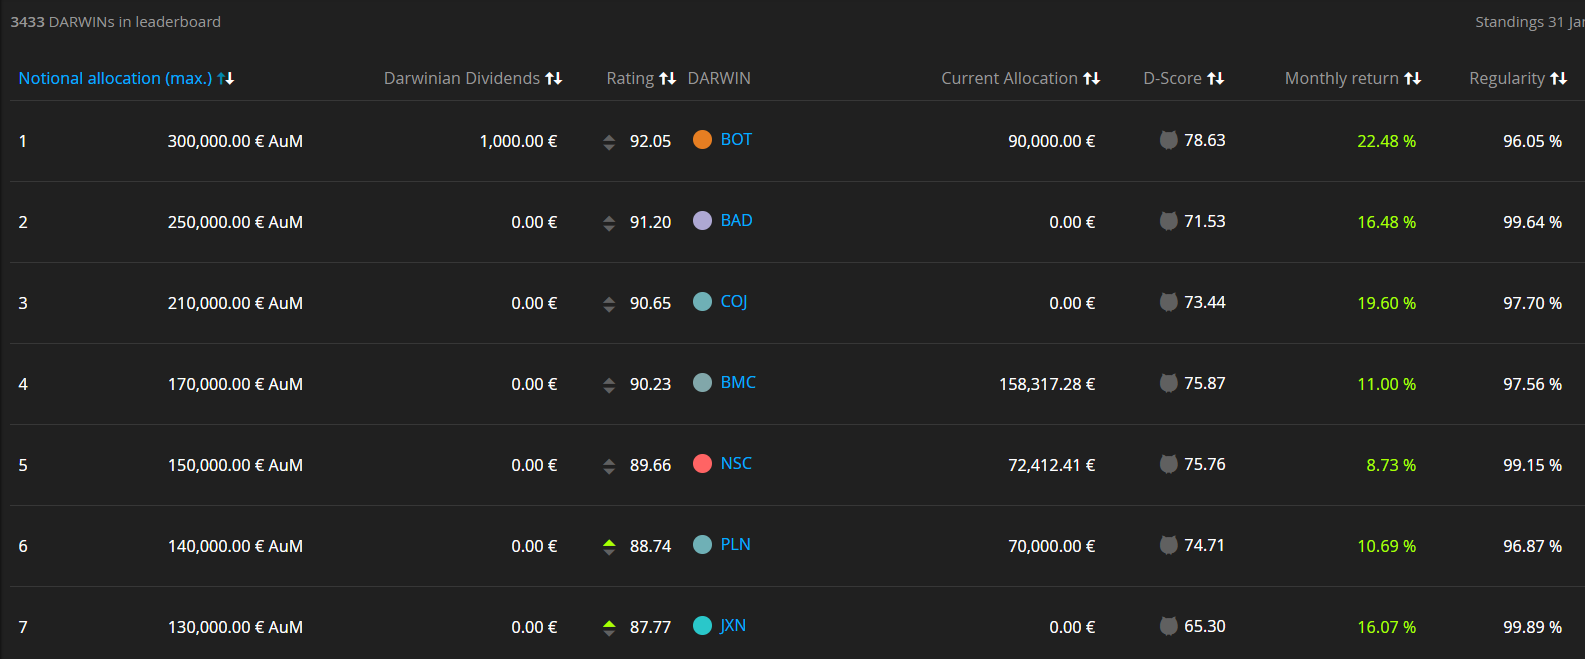 3433 DARWINs in leaderboard Standings 31 Jan
Notional allocation (max.) Darwinian Dividends Rating DARWIN Current Allocation D-Score Monthly return Regularity
1 300,000.00 € AuM 1,000.00 € 92.05 BOT 90,000.00 € 78.63 22.48 % 96.05 %
2 250,000.00 € AuM 0.00 € 91.20 BAD 0.00 € 71.53 16.48 % 99.64 %
3 210,000.00 € AuM 0.00 € 90.65 COJ 0.00 € 73.44 19.60 % 97.70 %
4 170,000.00 € AuM 0.00 € 90.23 BMC 158,317.28 € 75.87 11.00 % 97.56 %
5 150,000.00 € AuM 0.00 € 89.66 NSC 72,412.41 € 75.76 8.73 % 99.15 %
6 140,000.00 € AuM 0.00 € 88.74 PLN 70,000.00 € 74.71 10.69 % 96.87 %
7 130,000.00 € AuM 0.00 € 87.77 JXN 0.00 € 65.30 16.07 % 99.89 %